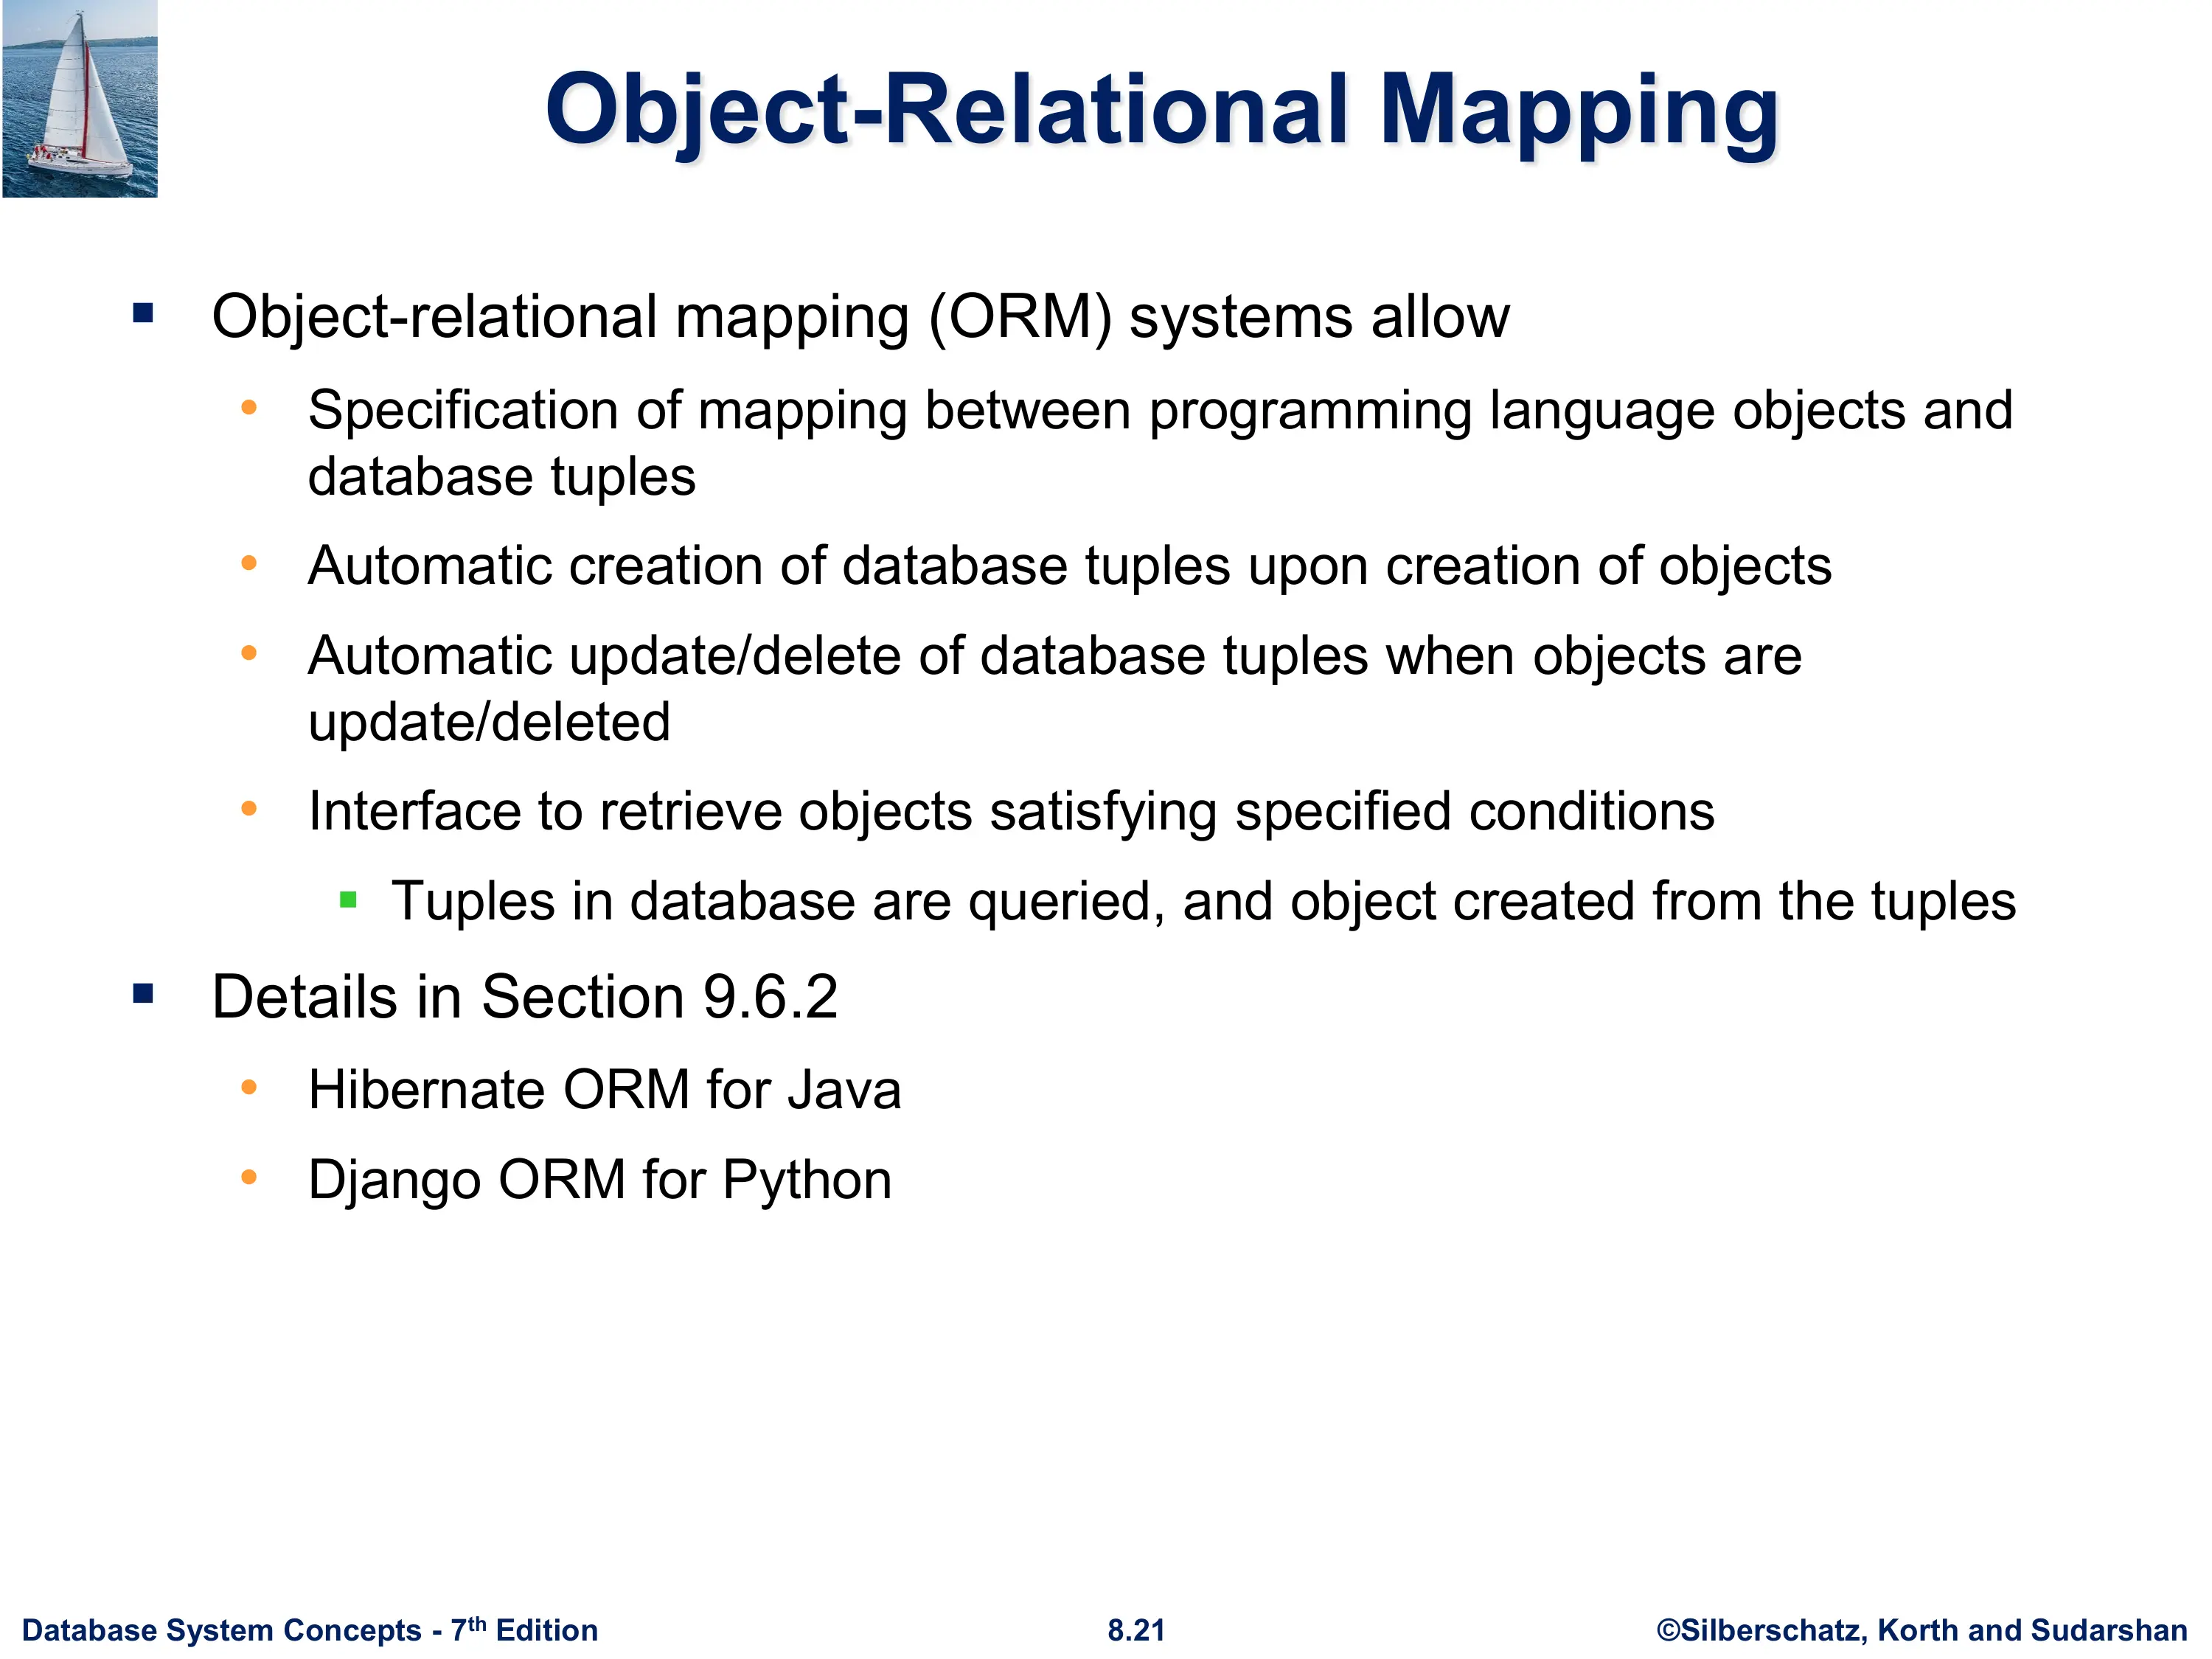 Object-Relational Mapping
▪ Object-relational mapping (ORM) systems allow
• Specification of mapping between programming language objects and
database tuples
• Automatic creation of database tuples upon creation of objects
• Automatic update/delete of database tuples when objects are
update/deleted
• Interface to retrieve objects satisfying specified conditions
▪ Tuples in database are queried, and object created from the tuples
▪ Details in Section 9.6.2
• Hibernate ORM for Java
• Django ORM for Python
Database System Concepts - 7th Edition 8.21 ©Silberschatz, Korth and Sudarshan